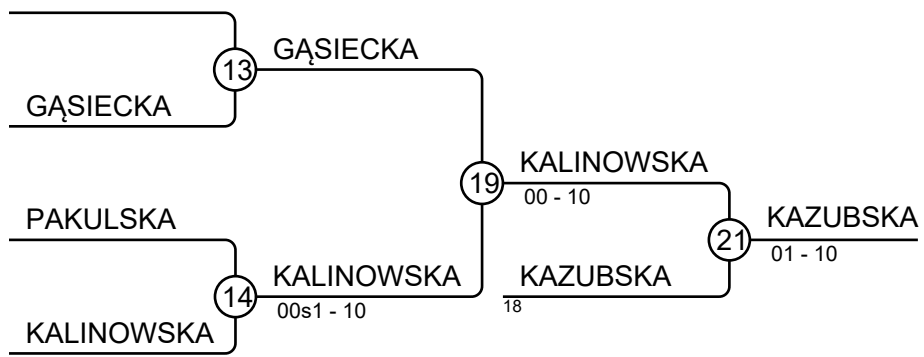 GĄSIECKA
13
GĄSIECKA
KALINOWSKA
19
00 - 10
PAKULSKA
KAZUBSKA
21
01 - 10
KALINOWSKA
14
00s1 - 10
KAZUBSKA
18
KALINOWSKA